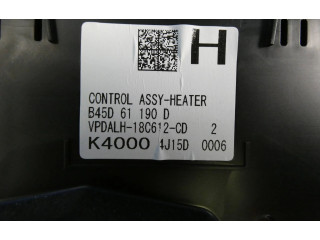 H
CONTROL ASSY-HEATER
B45D 61 190 D
VPDALH-18C612-CD 2
K4000 4J15D 0006